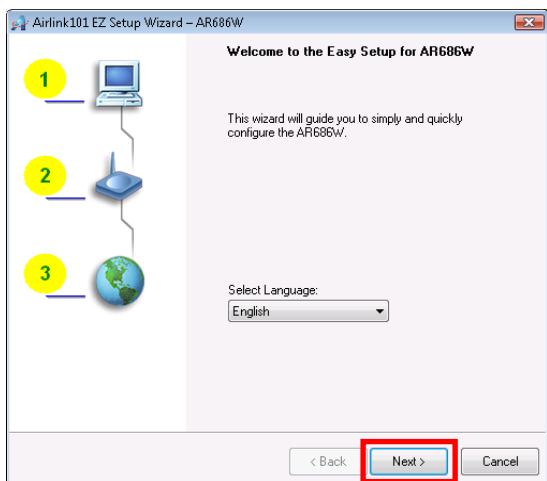 Airlink101 EZ Setup Wizard – AR686W
Welcome to the Easy Setup for AR686W
1
This wizard will guide you to simply and quickly
configure the AR686W.
2
3
Select Language:
English
< Back
Next >
Cancel